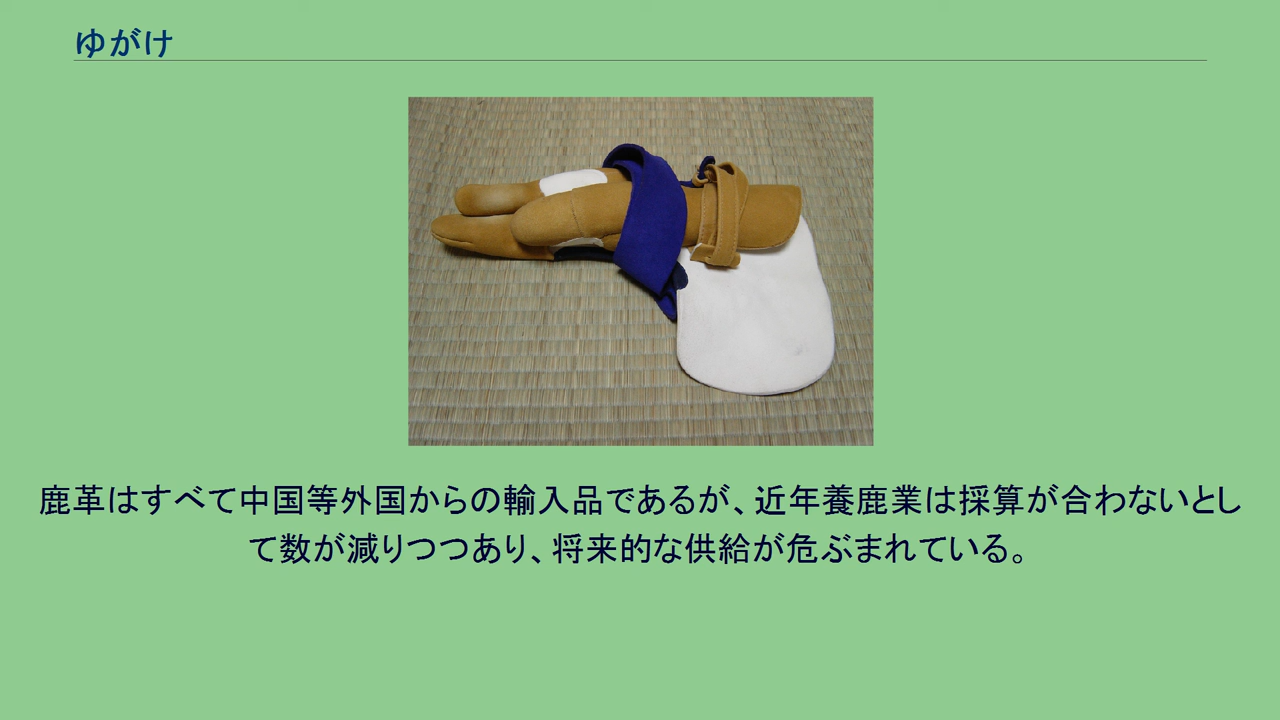 ゆがけ
鹿革はすべて中国等外国からの輸入品であるが、近年養鹿業は採算が合わないとし
て数が減りつつあり、将来的な供給が危ぶまれている。